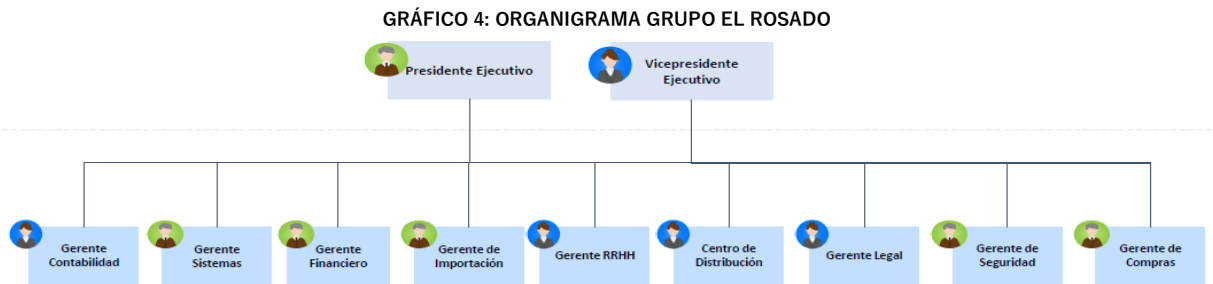 GRÁFICO 4: ORGANIGRAMA GRUPO EL ROSADO
Presidente Ejecutivo
Vicepresidente
Ejecutivo
Gerente
Contabilidad
Gerente
Sistemas
Gerente
Financiero
Gerente de
Importación
Gerente RRHH
Centro de
Distribución
Gerente Legal
Gerente de
Seguridad
Gerente de
Compras